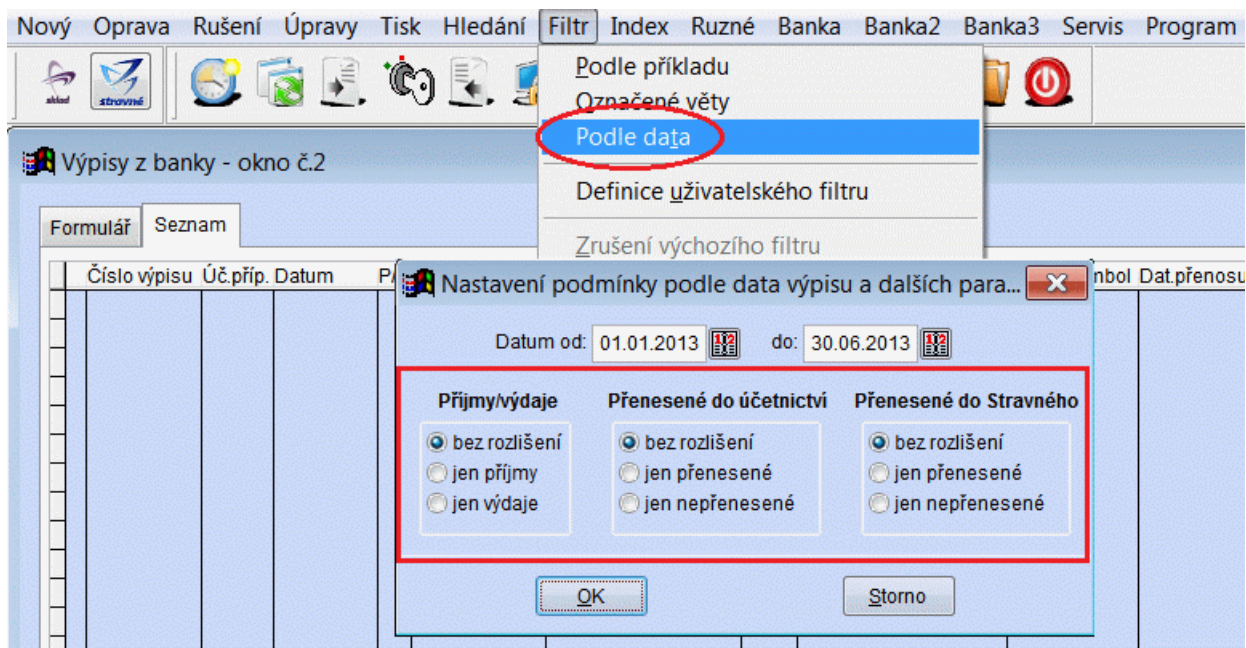 Nový Oprava Rušení Úpravy Tisk Hledání Filtr Index Ruzné Banka Banka2 Banka3 Servis Program
sklad stravné
Podle příkladu
Označené věty
Podle data
Definice uživatelského filtru
Zrušení výchozího filtru
Výpisy z banky - okno č.2
Formulář Seznam
Číslo výpisu Úč.příp. Datum Dat.přenosu
Nastavení podmínky podle data výpisu a dalších para...
Datum od: 01.01.2013 do: 30.06.2013
Příjmy/výdaje Přenesené do účetnictví Přenesené do Stravného
bez rozlišení bez rozlišení bez rozlišení
jen příjmy jen přenesené jen přenesené
jen výdaje jen nepřenesené jen nepřenesené
OK Storno